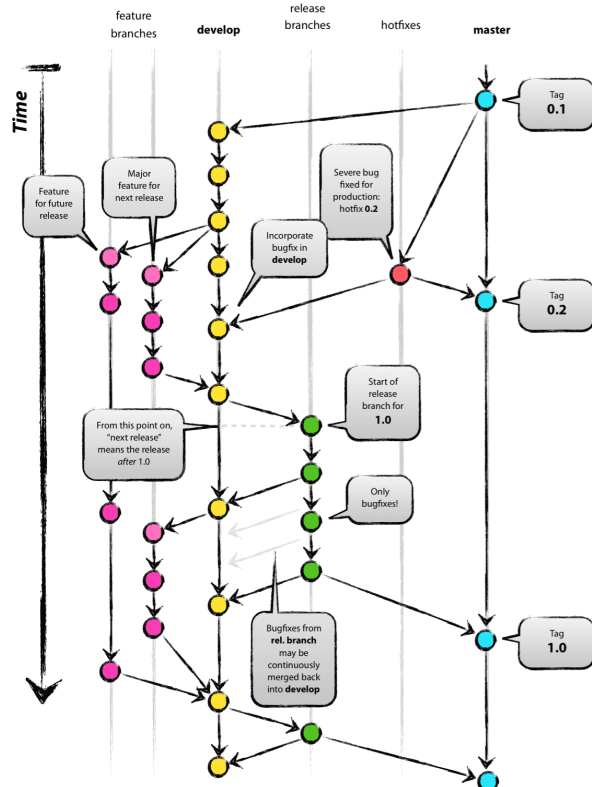 feature
branches
develop
release
branches
hotfixes
master
Time
Tag
0.1
Major
feature for
next release
Feature
for future
release
Severe bug
fixed for
production:
hotfix 0.2
Incorporate
bugfix in
develop
Tag
0.2
Start of
release
branch for
1.0
From this point on,
“next release”
means the release
after 1.0
Only
bugfixes!
Bugfixes from
rel. branch
may be
continuously
merged back
into develop
Tag
1.0